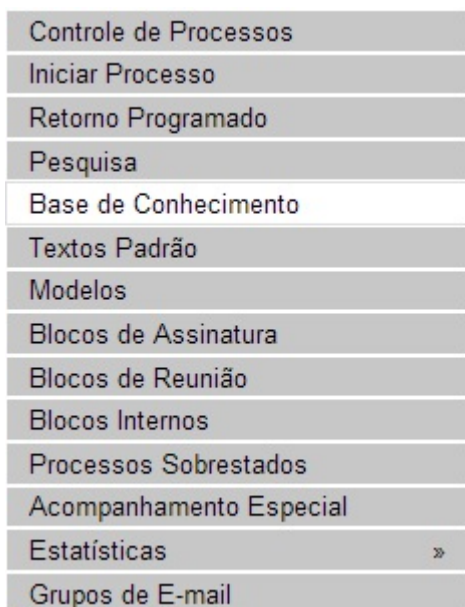 Controle de Processos
Iniciar Processo
Retorno Programado
Pesquisa
Base de Conhecimento
Textos Padrão
Modelos
Blocos de Assinatura
Blocos de Reunião
Blocos Internos
Processos Sobrestados
Acompanhamento Especial
Estatísticas »
Grupos de E-mail